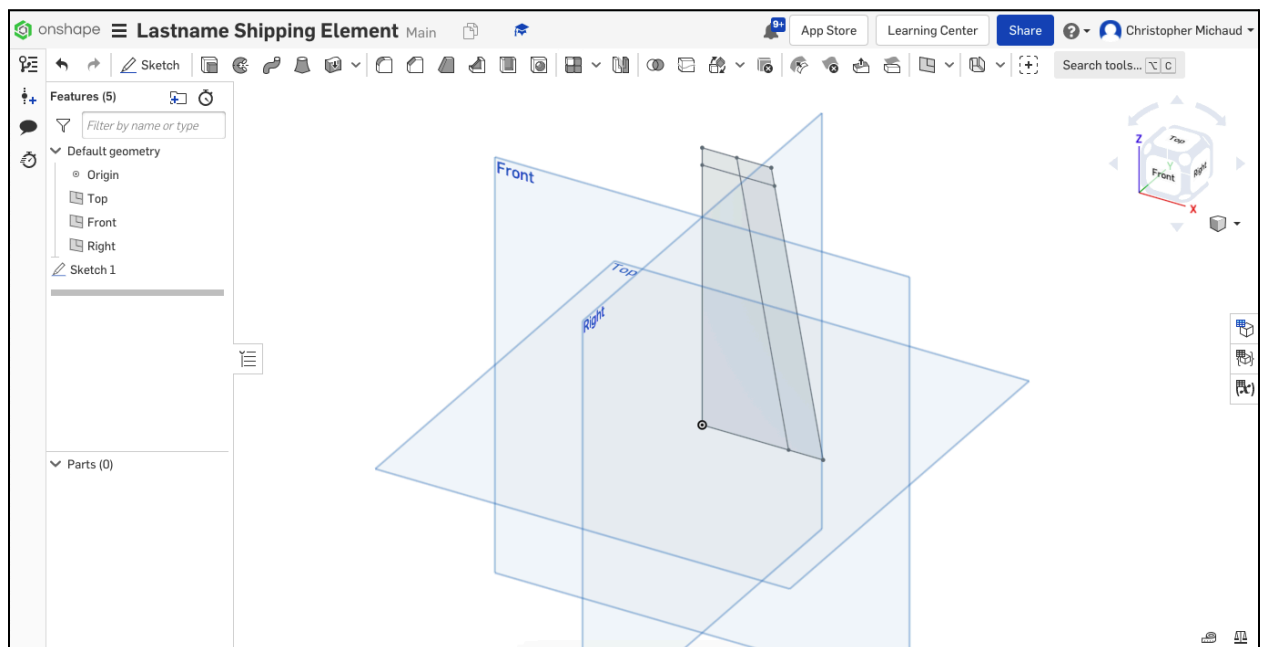 onshape Lastname Shipping Element Main 9+ App Store Learning Center Share Christopher Michaud
Sketch Search tools... ⌥ C
Features (5)
Filter by name or type
Default geometry
Origin
Top
Front
Right
Sketch 1
Parts (0)
Front
Top
Right
Z
Top
Y
Front
Right
X
(x)